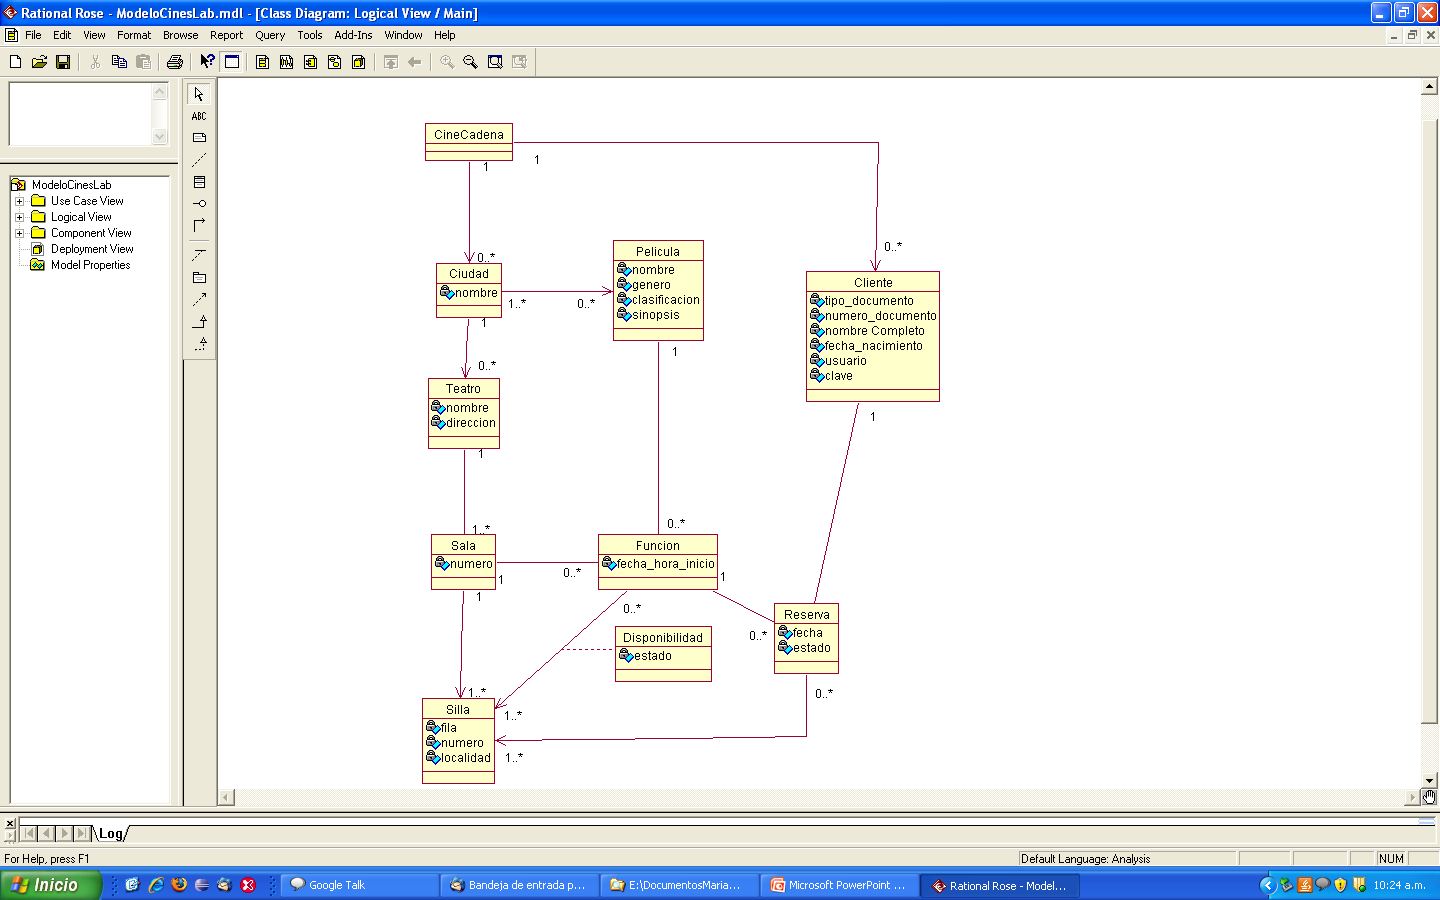 Rational Rose - ModeloCinesLab.mdl - [Class Diagram: Logical View / Main]
File Edit View Format Browse Report Query Tools Add-Ins Window Help
ABC
ModeloCinesLab
Use Case View
Logical View
Component View
Deployment View
Model Properties
CineCadena
1
1
0..*
0..*
Ciudad
nombre
1..*
0..*
1
Pelicula
nombre
genero
clasificacion
sinopsis
1
Cliente
tipo_documento
numero_documento
nombre Completo
fecha_nacimiento
usuario
clave
1
0..*
Teatro
nombre
direccion
1
1..*
0..*
Sala
numero
1
0..*
1
Funcion
fecha_hora_inicio
1
0..*
Disponibilidad
estado
Reserva
fecha
estado
0..*
0..*
1..*
Silla
fila
numero
localidad
1..*
1..*
Log
For Help, press F1
Default Language: Analysis
NUM
Inicio
Google Talk
Bandeja de entrada p...
E:\DocumentosMaria...
Microsoft PowerPoint ...
Rational Rose - Model...
10:24 a.m.